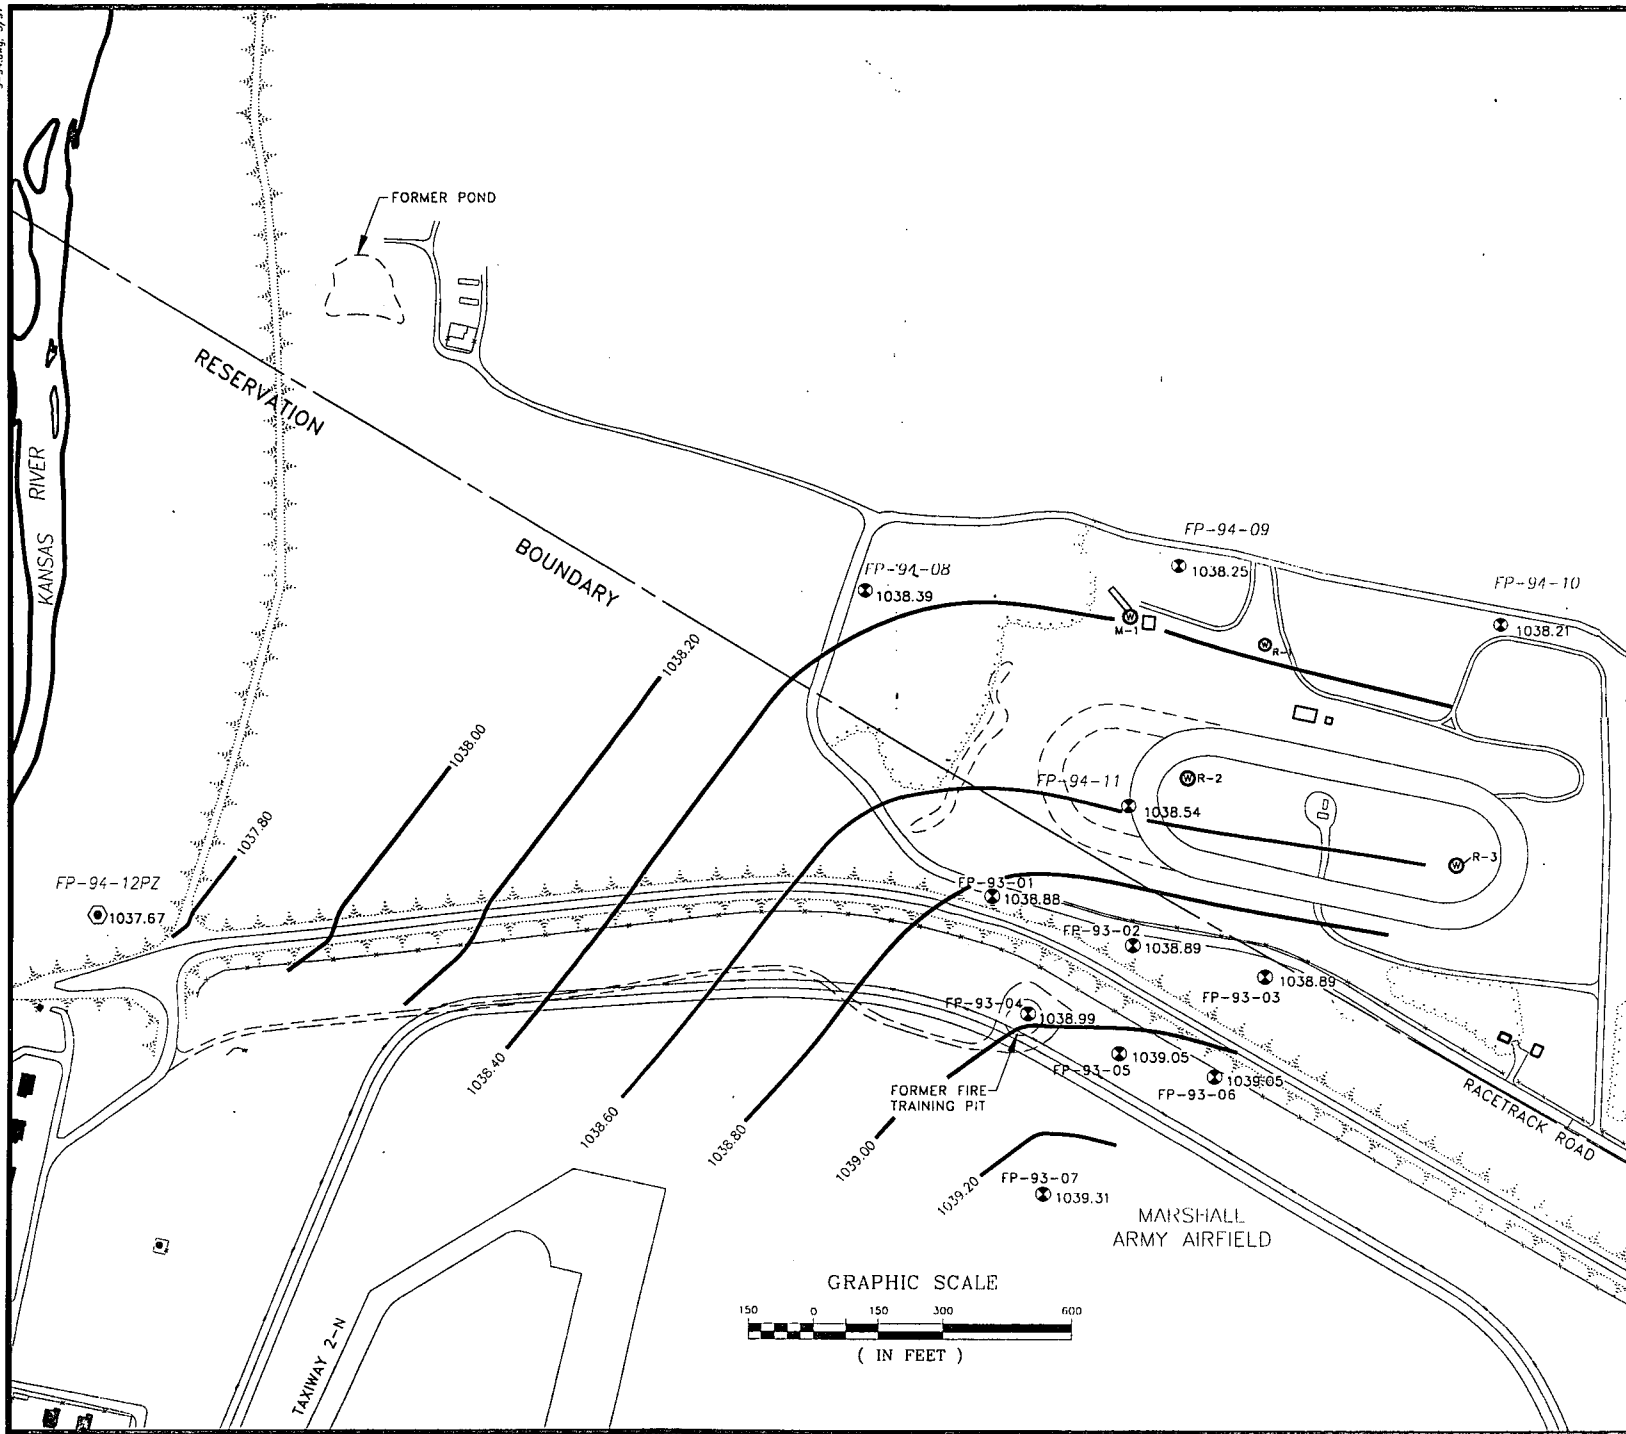 FORMER POND
RESERVATION
BOUNDARY
KANSAS RIVER
FP-94-09
1038.25
FP-94-08
1038.39
FP-94-10
1038.21
M-1
R-1
1038.20
1038.00
1037.80
FP-94-11
1038.54
R-2
R-3
FP-94-12PZ
1037.67
FP-93-01
1038.88
FP-93-02
1038.89
FP-93-03
1038.89
FP-93-04
1038.99
FP-93-05
1039.05
FP-93-06
1039.05
FORMER FIRE-
TRAINING PIT
1038.40
1038.60
1038.80
1039.00
1039.20
FP-93-07
1039.31
RACETRACK ROAD
MARSHALL
ARMY AIRFIELD
TAXIWAY 2-N
GRAPHIC SCALE
150 0 150 300 600
( IN FEET )